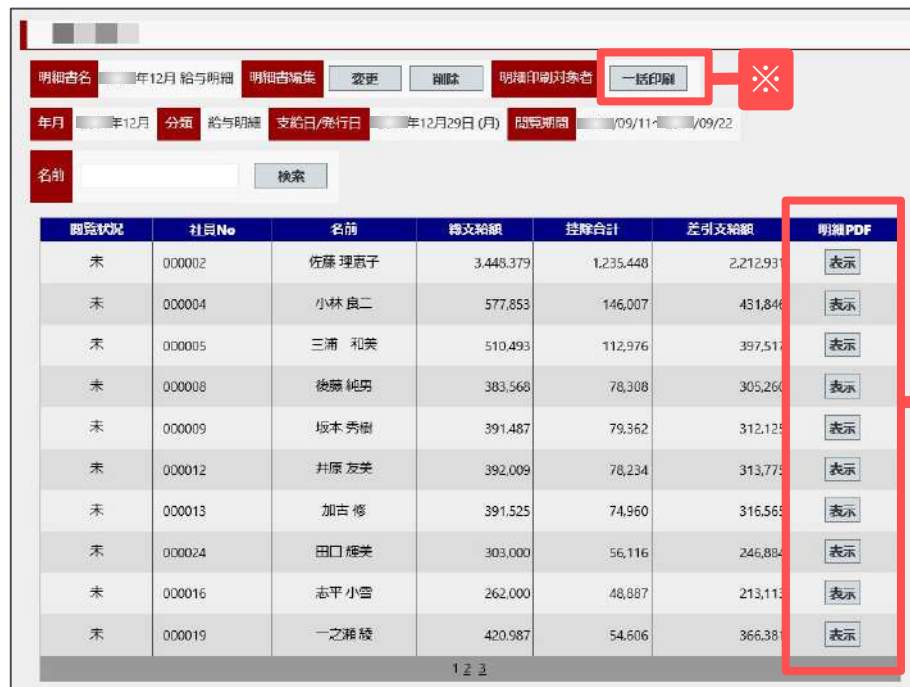 明細書名 年12月 給与明細 明細書編集 変更 削除 明細印刷対象者 一括印刷 ※
年月 年12月 分類 給与明細 支給日/発行日 年12月29日 (月) 閲覧期間 /09/11~ /09/22
名前 検索
閲覧状況 社員No 名前 総支給額 控除合計 差引支給額 明細PDF
未 000002 佐藤 理恵子 3,448,379 1,235,448 2,212,931 表示
未 000004 小林 良二 577,853 146,007 431,846 表示
未 000005 三浦 和美 510,493 112,976 397,517 表示
未 000008 後藤 純男 383,568 78,308 305,260 表示
未 000009 坂本 秀樹 391,487 79,362 312,125 表示
未 000012 井原 友美 392,009 78,234 313,775 表示
未 000013 加古 修 391,525 74,960 316,565 表示
未 000024 田口 輝美 303,000 56,116 246,884 表示
未 000016 志平 小雪 262,000 48,887 213,113 表示
未 000019 一之瀬 綾 420,987 54,606 366,381 表示
1 2 3